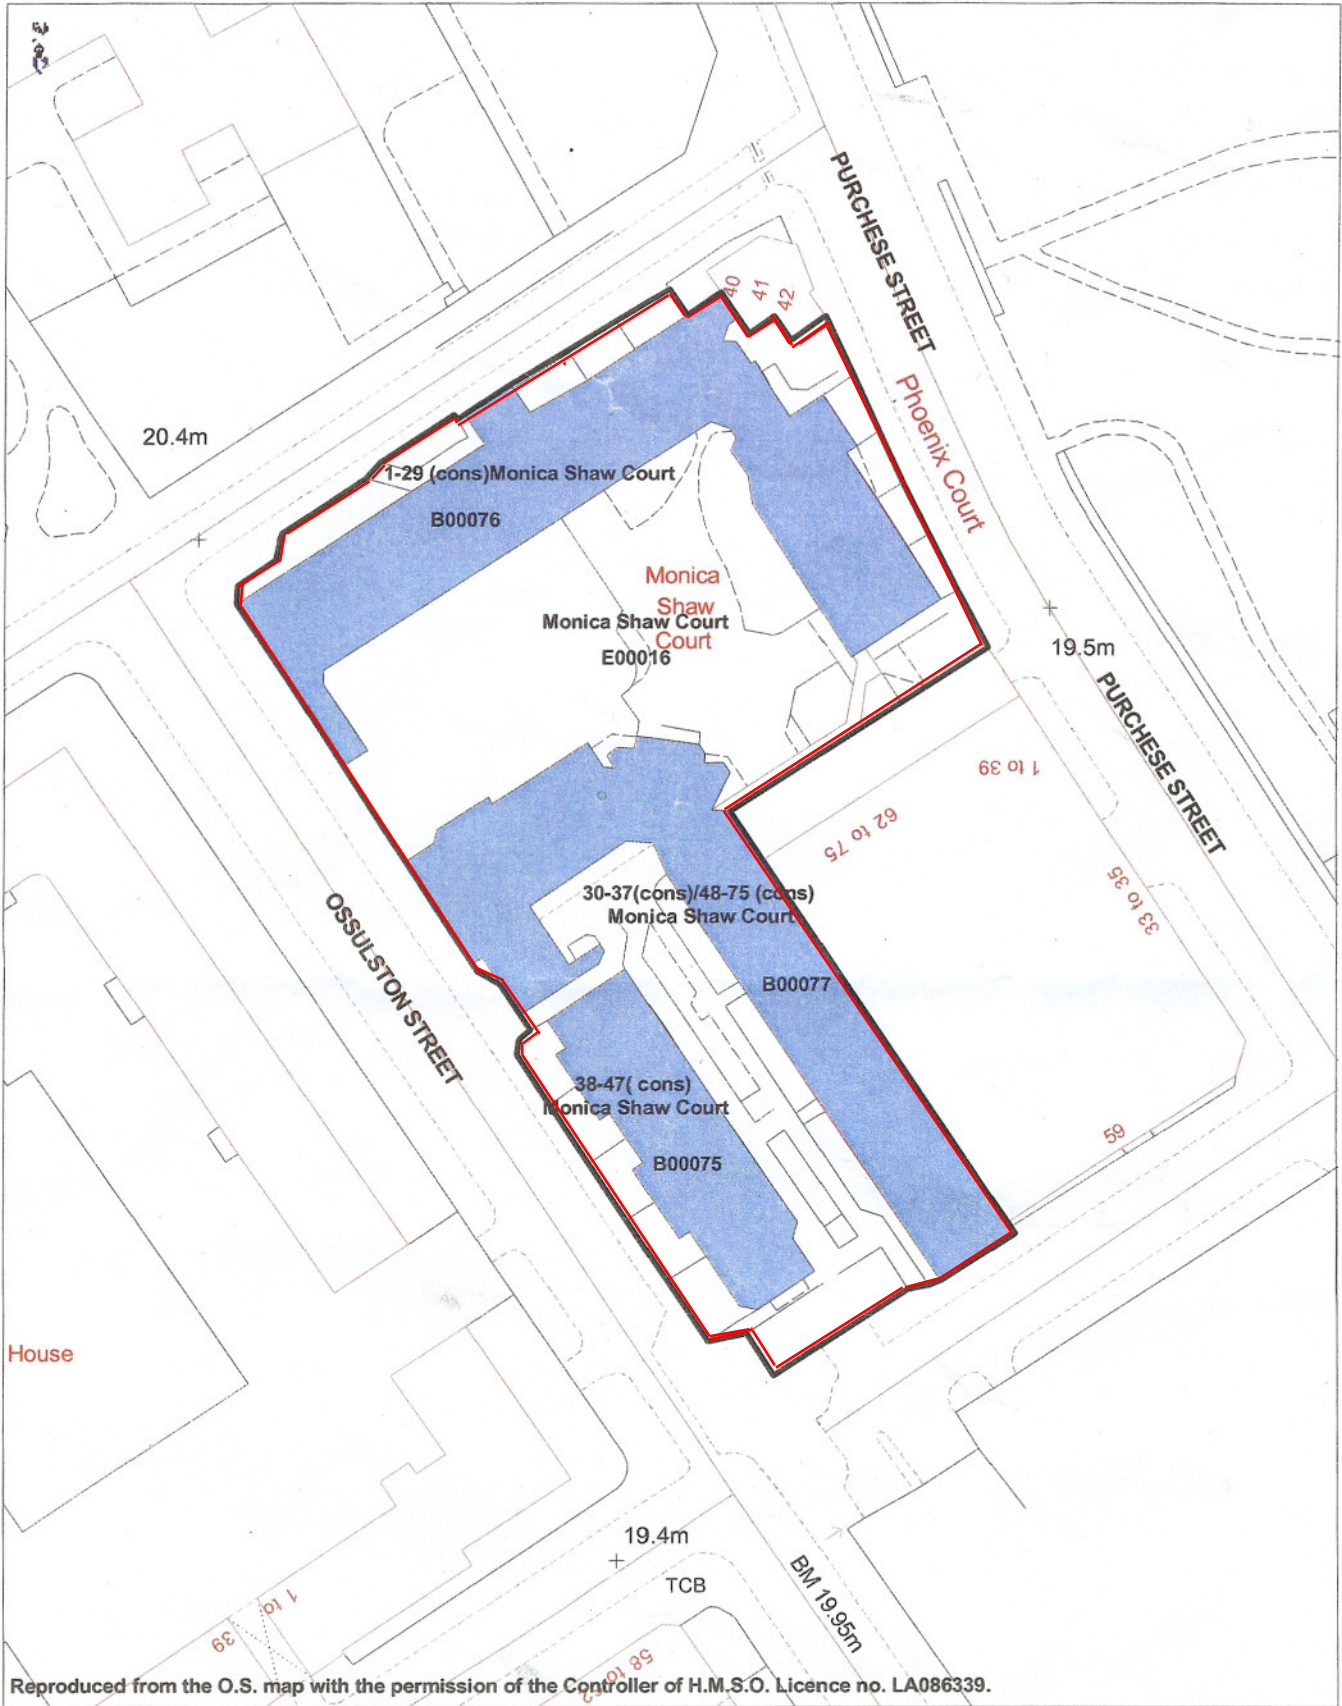 PURCHESE STREET
40
41
42
Phoenix Court
20.4m
1-29 (cons)Monica Shaw Court
B00076
Monica
Shaw
Court
Monica Shaw Court
E00016
19.5m
PURCHESE STREET
1 to 39
62 to 75
33 to 35
30-37(cons)/48-75 (cons)
Monica Shaw Court
B00077
OSSULSTON STREET
38-47( cons)
Monica Shaw Court
B00075
59
House
19.4m
TCB
BM 19.95m
1 to
39
58 to 62
Reproduced from the O.S. map with the permission of the Controller of H.M.S.O. Licence no. LA086339.